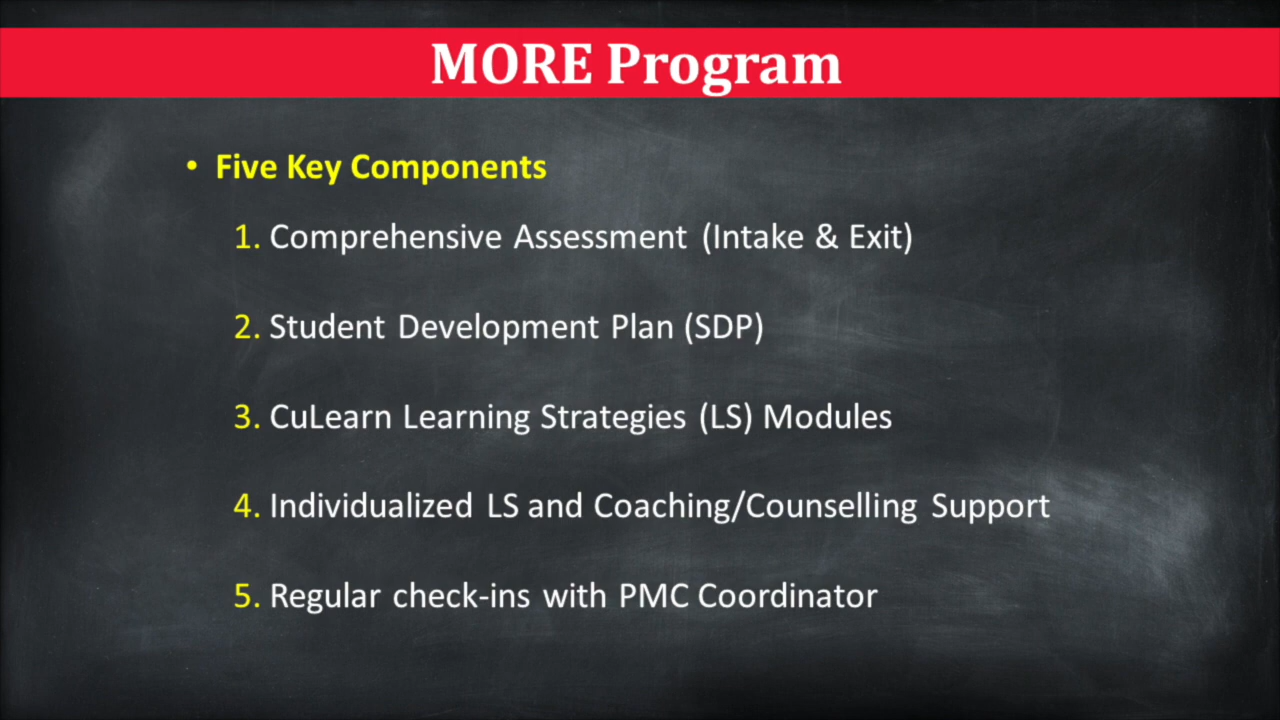 MORE Program
• Five Key Components
1. Comprehensive Assessment (Intake & Exit)
2. Student Development Plan (SDP)
3. CuLearn Learning Strategies (LS) Modules
4. Individualized LS and Coaching/Counselling Support
5. Regular check-ins with PMC Coordinator